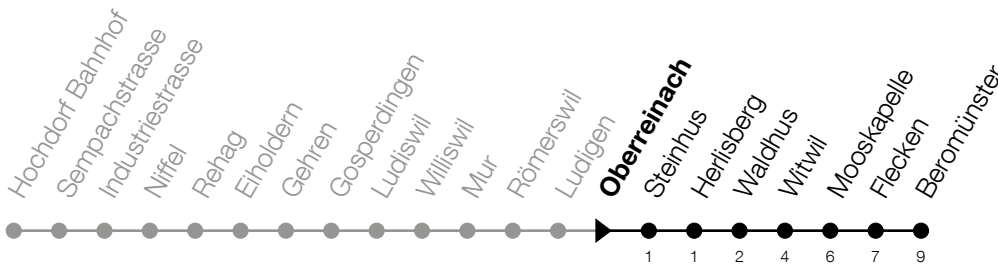 Hochdorf Bahnhof
Sempachstrasse
Industriestrasse
Niffel
Rehag
Eiholdern
Gehren
Gosperdingen
Ludiswil
Williswil
Mur
Römerswil
Ludigen
Oberreinach
Steinhus
Herlisberg
Waldhus
Witwil
Mooskapelle
Flecken
Beromünster
1 1 2 4 6 7 9